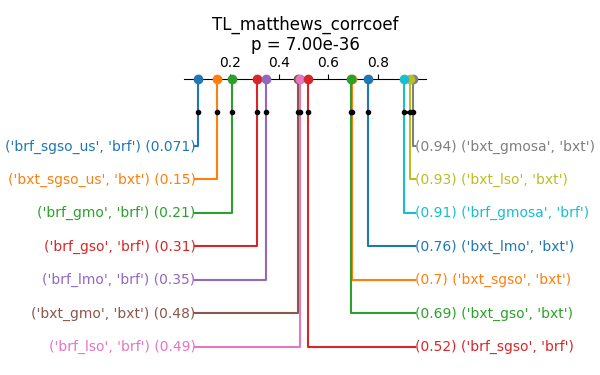 TL_matthews_corrcoef
p = 7.00e-36
0.2 0.4 0.6 0.8
('brf_sgso_us', 'brf') (0.071)
(0.94) ('bxt_gmosa', 'bxt')
('bxt_sgso_us', 'bxt') (0.15)
(0.93) ('bxt_lso', 'bxt')
('brf_gmo', 'brf') (0.21)
(0.91) ('brf_gmosa', 'brf')
('brf_gso', 'brf') (0.31)
(0.76) ('bxt_lmo', 'bxt')
('brf_lmo', 'brf') (0.35)
(0.7) ('bxt_sgso', 'bxt')
('bxt_gmo', 'bxt') (0.48)
(0.69) ('bxt_gso', 'bxt')
('brf_lso', 'brf') (0.49)
(0.52) ('brf_sgso', 'brf')